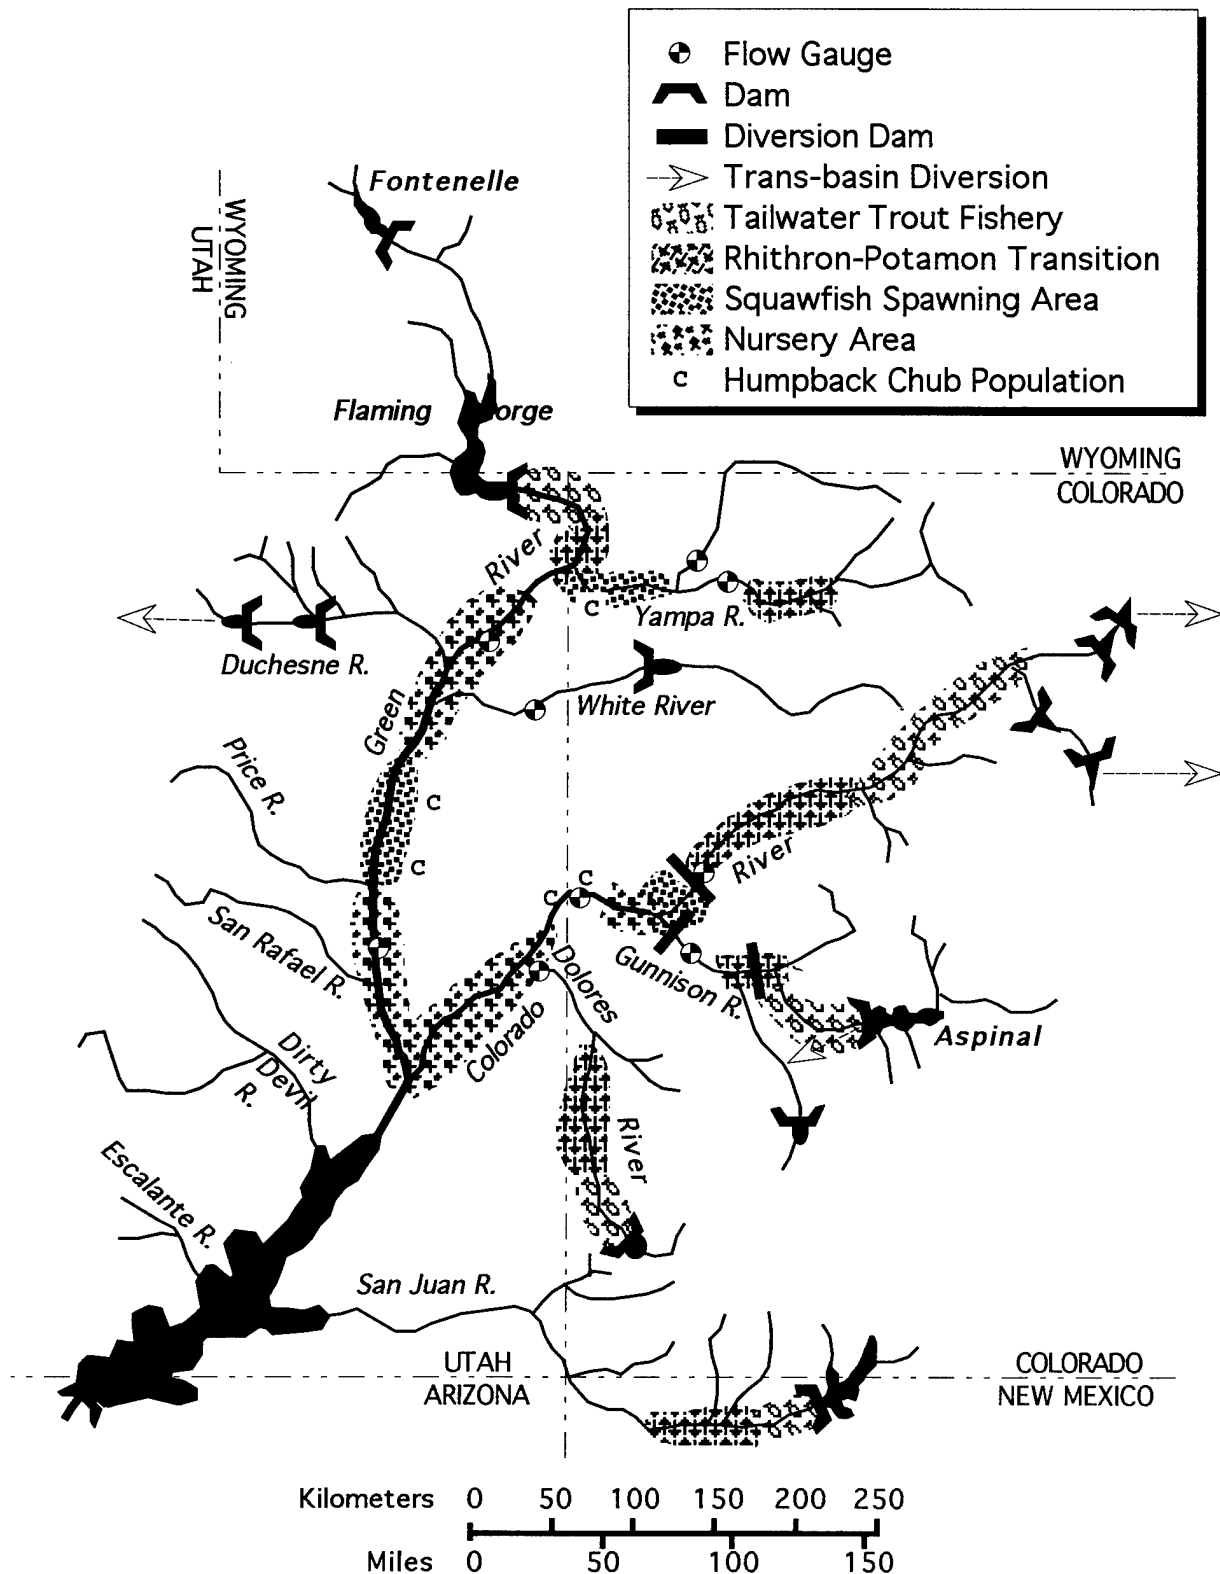 Flow Gauge
Dam
Diversion Dam
Trans-basin Diversion
Tailwater Trout Fishery
Rhithron-Potamon Transition
Squawfish Spawning Area
Nursery Area
c Humpback Chub Population
Fontenelle
WYOMING
UTAH
Flaming orge
WYOMING
COLORADO
River
C
Yampa R.
Duchesne R.
White River
Green
Price R.
C
C
River
C
C
San Rafael R.
Dolores
Gunnison R.
Colorado
Aspinal
Dirty
Devil
R.
River
Escalante R.
San Juan R.
UTAH
ARIZONA
COLORADO
NEW MEXICO
Kilometers 0 50 100 150 200 250
Miles 0 50 100 150